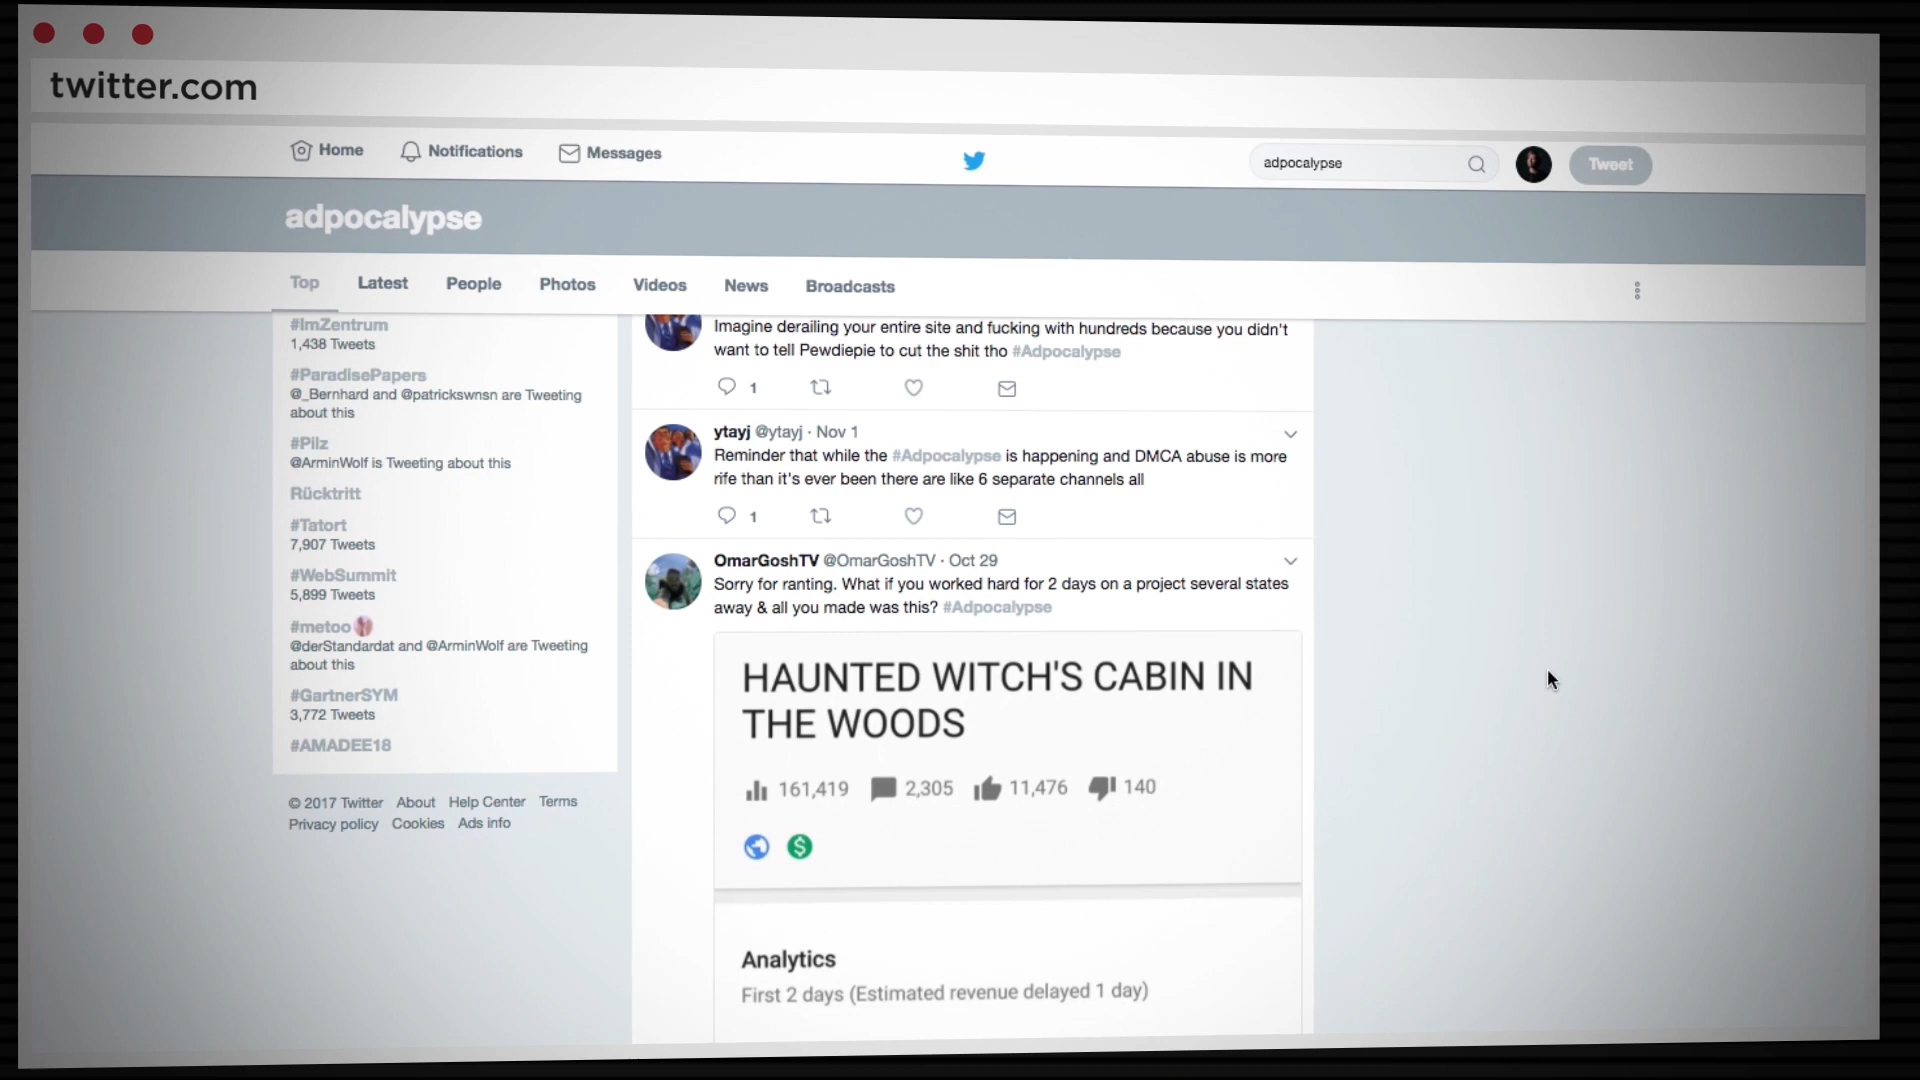 twitter.com
Home Notifications Messages
adpocalypse
Tweet
adpocalypse
Top Latest People Photos Videos News Broadcasts
#ImZentrum
1,438 Tweets
#ParadisePapers
@_Bernhard and @patrickswnsn are Tweeting
about this
#Pilz
@ArminWolf is Tweeting about this
Rücktritt
#Tatort
7,907 Tweets
#WebSummit
5,899 Tweets
#metoo
@derStandardat and @ArminWolf are Tweeting
about this
#GartnerSYM
3,772 Tweets
#AMADEE18
© 2017 Twitter About Help Center Terms
Privacy policy Cookies Ads info
Imagine derailing your entire site and fucking with hundreds because you didn't
want to tell Pewdiepie to cut the shit tho #Adpocalypse
1
ytayj @ytayj · Nov 1
Reminder that while the #Adpocalypse is happening and DMCA abuse is more
rife than it's ever been there are like 6 separate channels all
1
OmarGoshTV @OmarGoshTV · Oct 29
Sorry for ranting. What if you worked hard for 2 days on a project several states
away & all you made was this? #Adpocalypse
HAUNTED WITCH'S CABIN IN
THE WOODS
161,419 2,305 11,476 140
$
Analytics
First 2 days (Estimated revenue delayed 1 day)